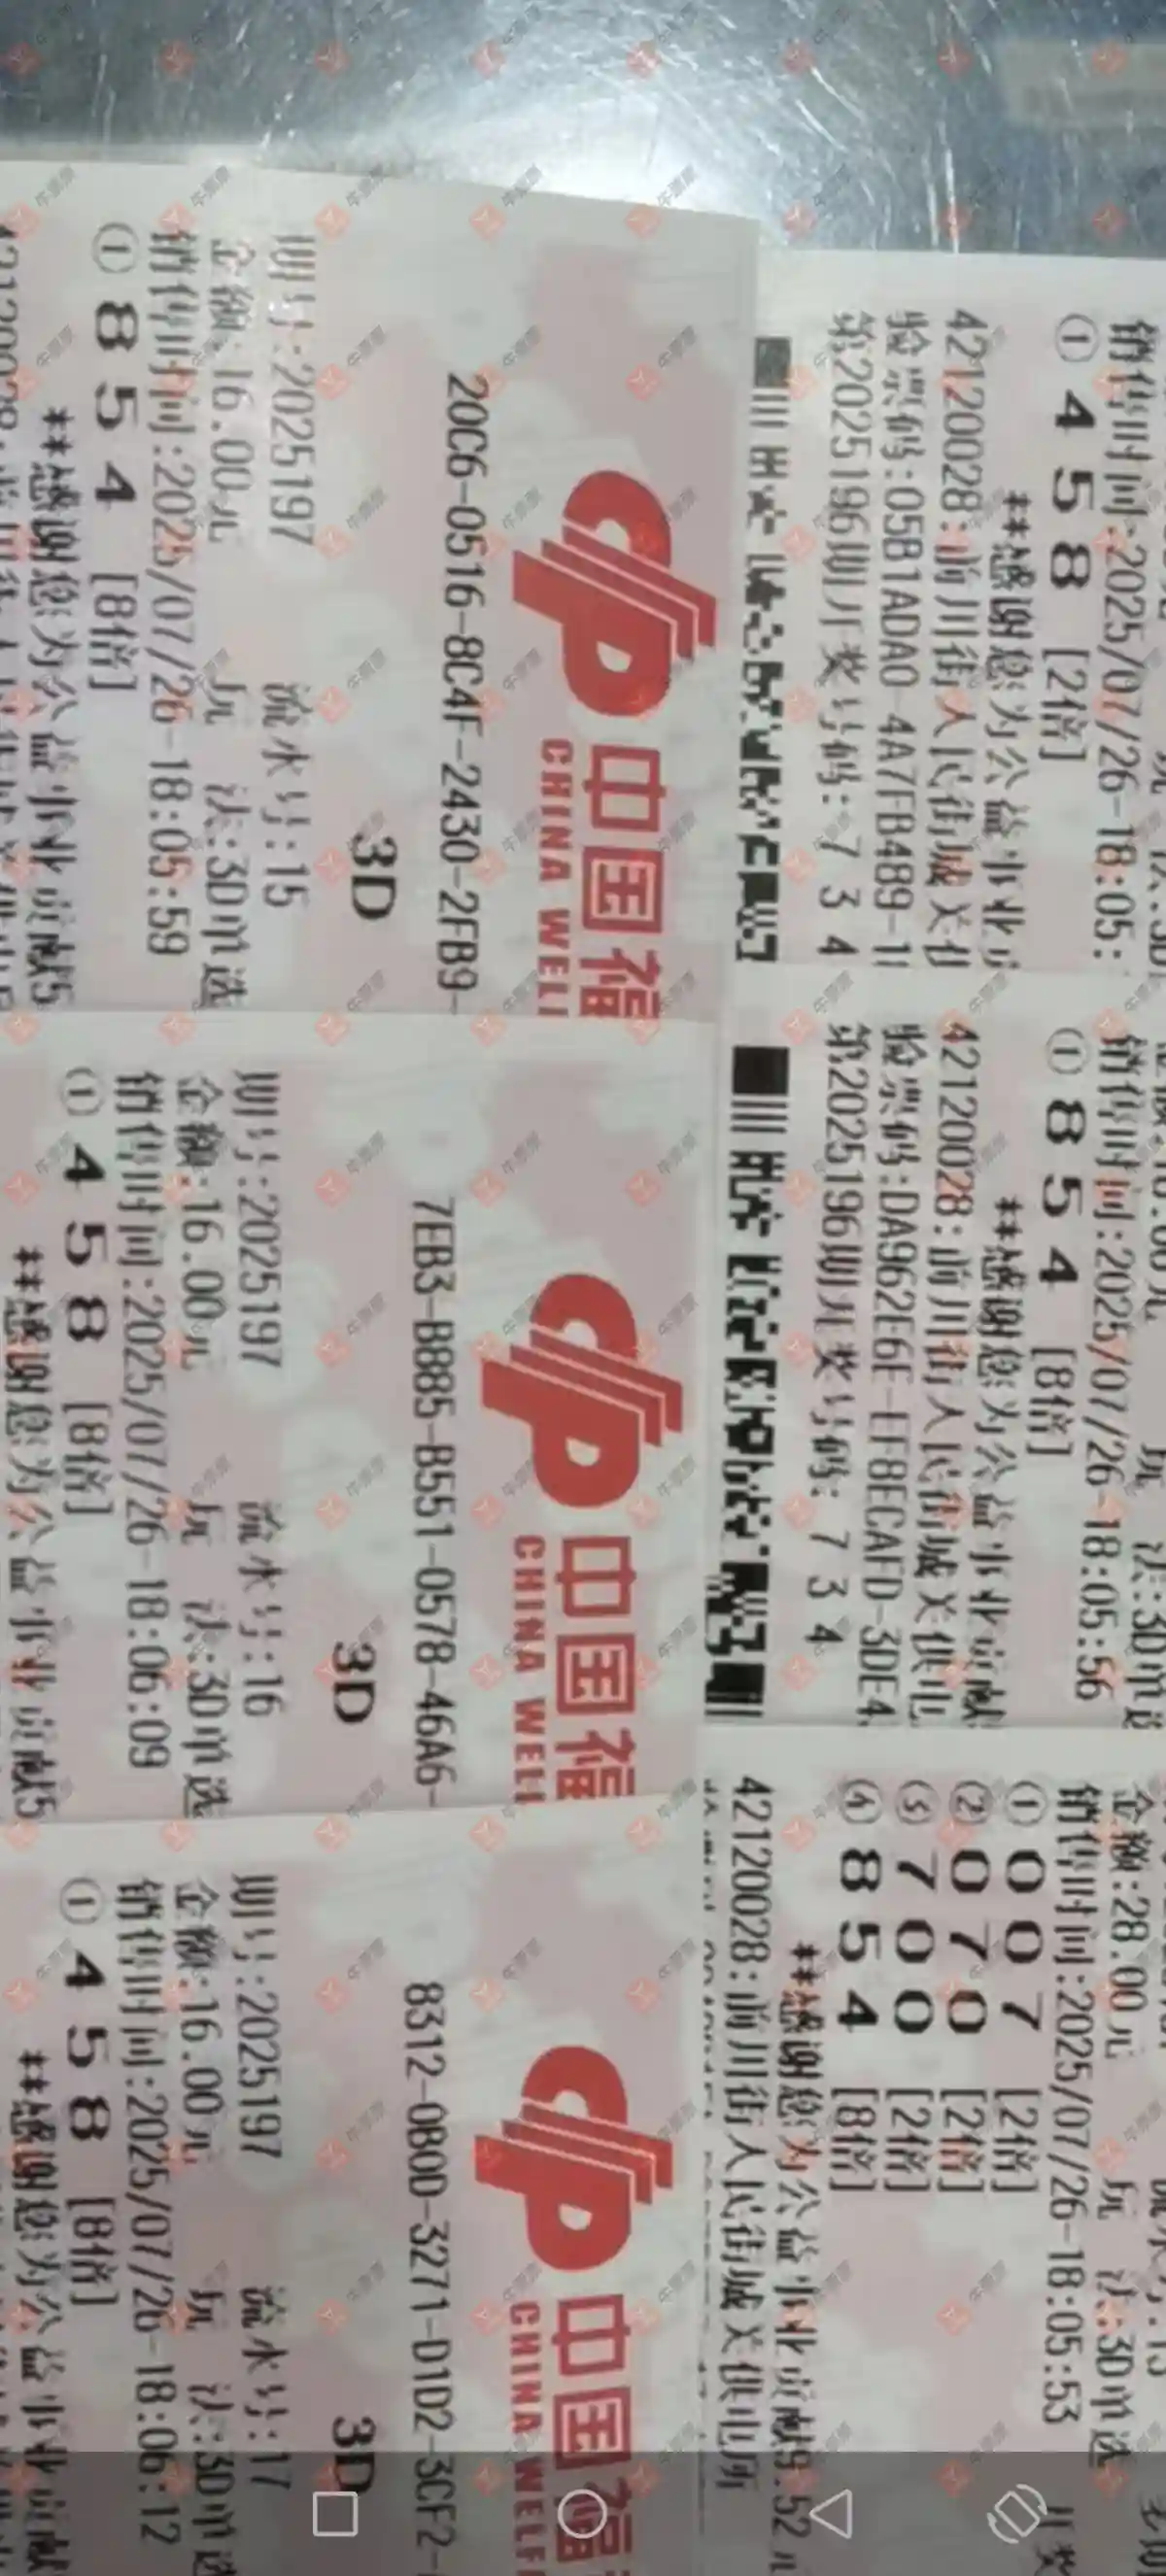 中国福
CHINA WELF
20C6-0516-8C4F-2430-2FB9-
3D
期号:2025197 流水号:15
金额:16.00元 玩 法:3D单选
销售时间:2025/07/26-18:05:59
① 8 5 4 [8倍]
**感谢您为公益事业贡献5
中国福
CHINA WELF
7EB3-B885-B551-0578-46A6-
3D
期号:2025197 流水号:16
金额:16.00元 玩 法:3D单选
销售时间:2025/07/26-18:06:09
① 4 5 8 [8倍]
**感谢您为公益事业贡献5
中国福
CHINA WELF
8312-0B0D-3271-D1D2-3CF2-
3D
期号:2025197 流水号:17
金额:16.00元 玩 法:3D单选
销售时间:2025/07/26-18:06:12
① 4 5 8 [8倍]
**感谢您为公益事业贡献
销售时间:2025/07/26-18:05:
① 4 5 8 [2倍]
**感谢您为公益事业贡
42120028:前川街人民街城关供
验票码:05B1ADA0-4A7FB489-1
第2025196期开奖号码: 7 3 4
玩 法:3D单选
销售时间:2025/07/26-18:05:56
① 8 5 4 [8倍]
**感谢您为公益事业贡献
42120028:前川街人民街城关供电
验票码:DA962E6E-EF8ECAFD-3DE4
第2025196期开奖号码: 7 3 4
金额:28.00元 玩 法:3D单选
销售时间:2025/07/26-18:05:53
① 0 0 7 [2倍]
② 0 7 0 [2倍]
③ 7 0 0 [2倍]
④ 8 5 4 [8倍]
**感谢您为公益事业贡献9.52元
42120028:前川街人民街城关供电所